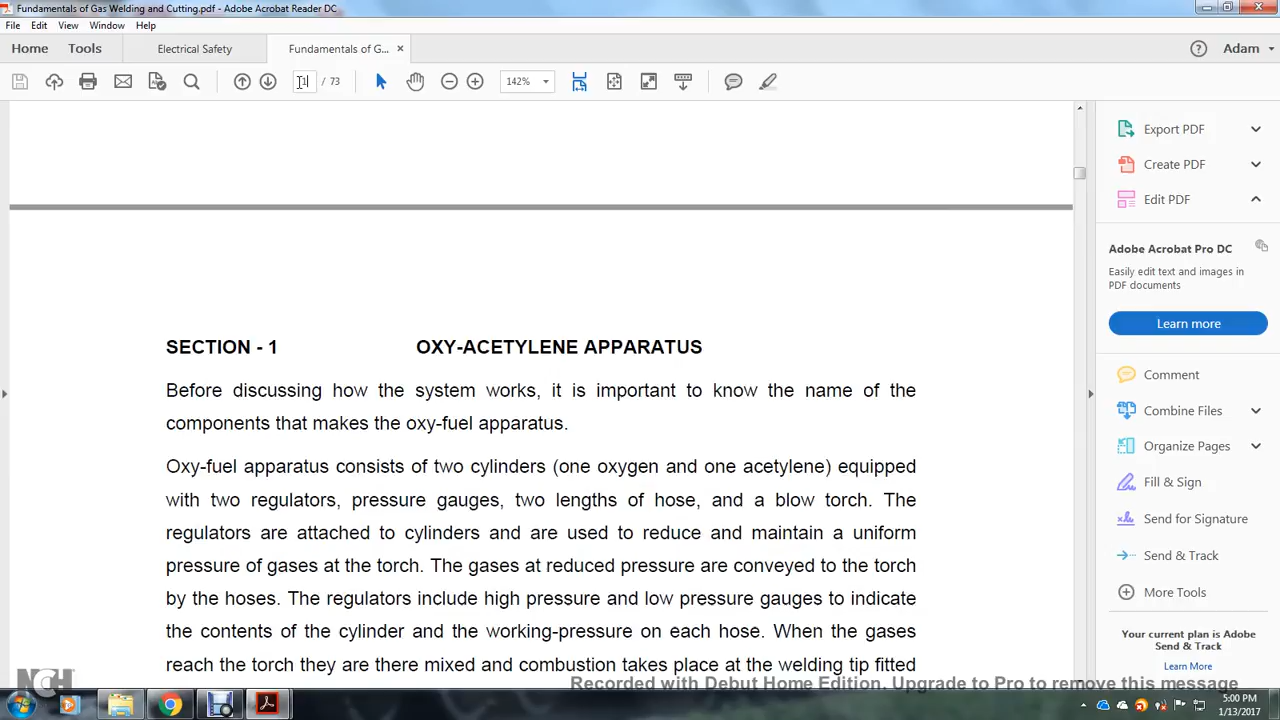 Fundamentals of Gas Welding and Cutting.pdf - Adobe Acrobat Reader DC
File Edit View Window Help
Home Tools Electrical Safety Fundamentals of G... × Adam
/ 73 142%
Export PDF
Create PDF
Edit PDF
Adobe Acrobat Pro DC
Easily edit text and images in
PDF documents
Learn more
Comment
Combine Files
Organize Pages
Fill & Sign
Send for Signature
Send & Track
More Tools
Your current plan is Adobe
Send & Track
Learn More
SECTION - 1 OXY-ACETYLENE APPARATUS
Before discussing how the system works, it is important to know the name of the
components that makes the oxy-fuel apparatus.
Oxy-fuel apparatus consists of two cylinders (one oxygen and one acetylene) equipped
with two regulators, pressure gauges, two lengths of hose, and a blow torch. The
regulators are attached to cylinders and are used to reduce and maintain a uniform
pressure of gases at the torch. The gases at reduced pressure are conveyed to the torch
by the hoses. The regulators include high pressure and low pressure gauges to indicate
the contents of the cylinder and the working-pressure on each hose. When the gases
reach the torch they are there mixed and combustion takes place at the welding tip fitted
NCH
Recorded with Debut Home Edition. Upgrade to Pro to remove this message
5:00 PM
1/13/2017